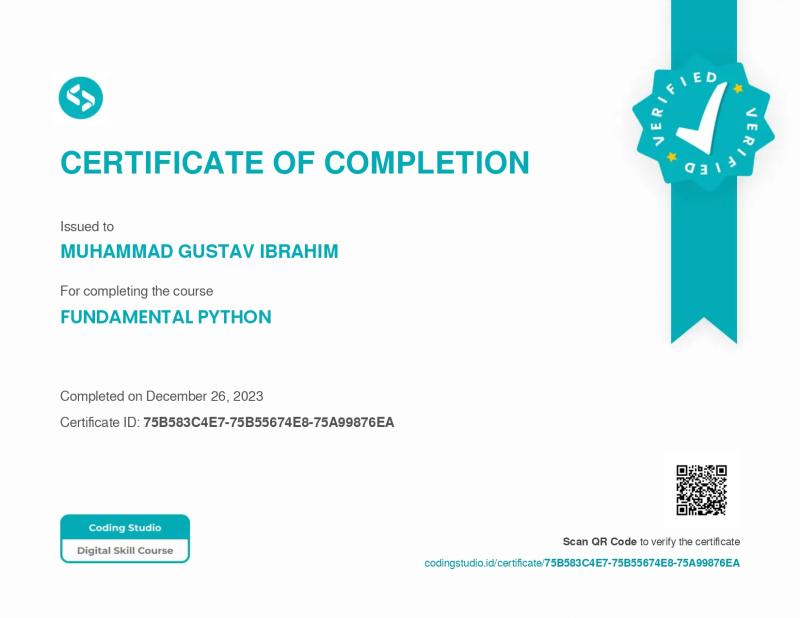 VERIFIED VERIFIED VERIFIED
CERTIFICATE OF COMPLETION
Issued to
MUHAMMAD GUSTAV IBRAHIM
For completing the course
FUNDAMENTAL PYTHON
Completed on December 26, 2023
Certificate ID: 75B583C4E7-75B55674E8-75A99876EA
Coding Studio
Digital Skill Course
Scan QR Code to verify the certificate
codingstudio.id/certificate/75B583C4E7-75B55674E8-75A99876EA